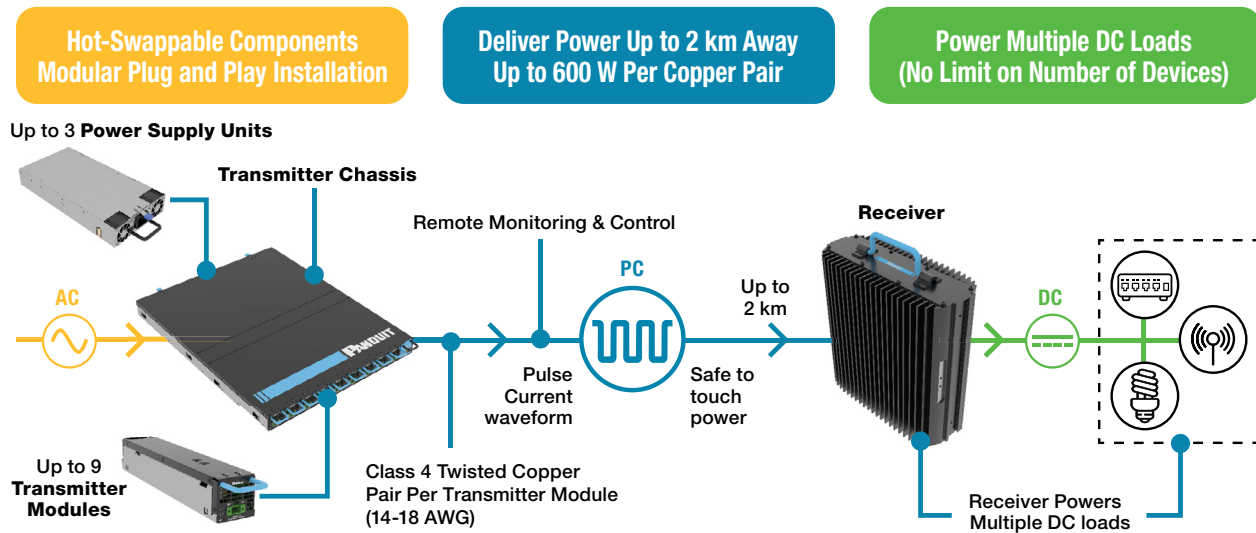 Hot-Swappable Components
Modular Plug and Play Installation
Deliver Power Up to 2 km Away
Up to 600 W Per Copper Pair
Power Multiple DC Loads
(No Limit on Number of Devices)
Up to 3 Power Supply Units
Transmitter Chassis
Remote Monitoring & Control
Receiver
AC
PC
Up to
2 km
DC
PANDUIT
Pulse
Current
waveform
Safe to
touch
power
Up to 9
Transmitter
Modules
Class 4 Twisted Copper
Pair Per Transmitter Module
(14-18 AWG)
Receiver Powers
Multiple DC loads